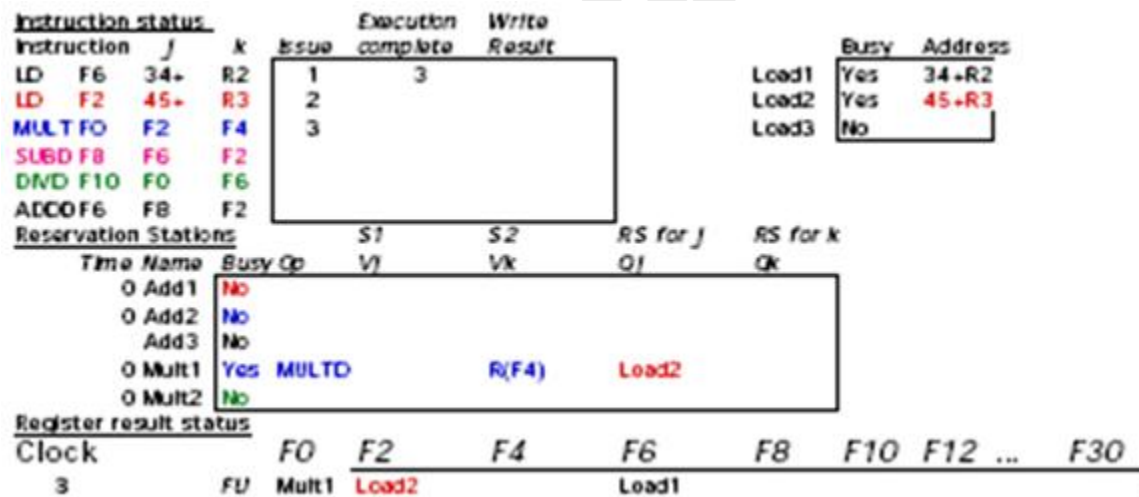 Instruction status Execution Write
Instruction j k Issue complete Result Busy Address
LD F6 34+ R2 1 3 Load1 Yes 34+R2
LD F2 45+ R3 2 Load2 Yes 45+R3
MULT F0 F2 F4 3 Load3 No
SUBD F8 F6 F2
DIVD F10 F0 F6
ADDD F6 F8 F2
Reservation Stations S1 S2 RS for j RS for k
Time Name Busy Op Vj Vk Qj Qk
0 Add1 No
0 Add2 No
Add3 No
0 Mult1 Yes MULTD R(F4) Load2
0 Mult2 No
Register result status
Clock F0 F2 F4 F6 F8 F10 F12 ... F30
3 FU Mult1 Load2 Load1